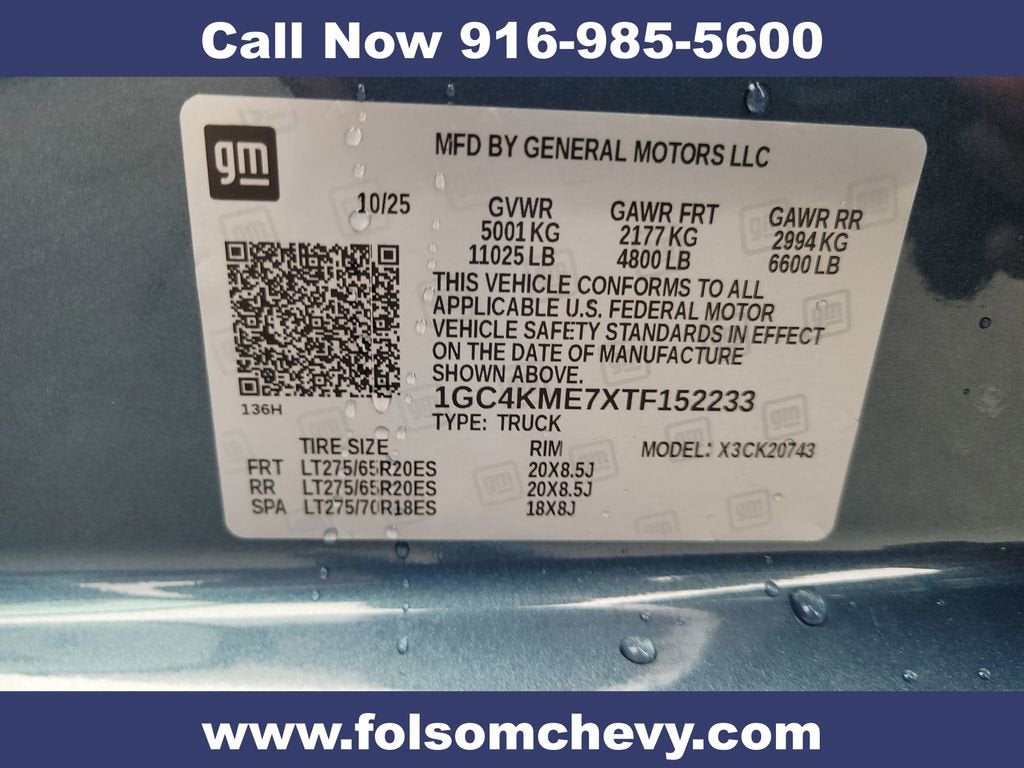 Call Now 916-985-5600
gm
MFD BY GENERAL MOTORS LLC
10/25
GVWR GAWR FRT GAWR RR
5001 KG 2177 KG 2994 KG
11025 LB 4800 LB 6600 LB
THIS VEHICLE CONFORMS TO ALL
APPLICABLE U.S. FEDERAL MOTOR
VEHICLE SAFETY STANDARDS IN EFFECT
ON THE DATE OF MANUFACTURE
SHOWN ABOVE.
136H
1GC4KME7XTF152233
TYPE: TRUCK
TIRE SIZE RIM MODEL: X3CK20743
FRT LT275/65R20ES 20X8.5J
RR LT275/65R20ES 20X8.5J
SPA LT275/70R18ES 18X8J
www.folsomchevy.com